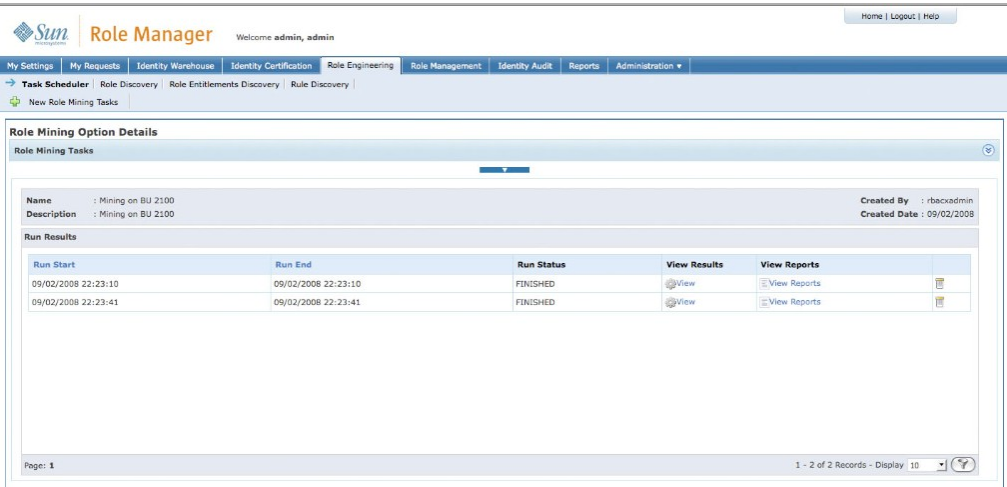 Home | Logout | Help
Sun microsystems Role Manager Welcome admin, admin
My Settings My Requests Identity Warehouse Identity Certification Role Engineering Role Management Identity Audit Reports Administration
Task Scheduler Role Discovery Role Entitlements Discovery Rule Discovery
New Role Mining Tasks
Role Mining Option Details
Role Mining Tasks
Name : Mining on BU 2100 Created By : rbacxadmin
Description : Mining on BU 2100 Created Date : 09/02/2008
Run Results
Run Start Run End Run Status View Results View Reports
09/02/2008 22:23:10 09/02/2008 22:23:10 FINISHED View View Reports
09/02/2008 22:23:41 09/02/2008 22:23:41 FINISHED View View Reports
Page: 1 1 - 2 of 2 Records - Display 10